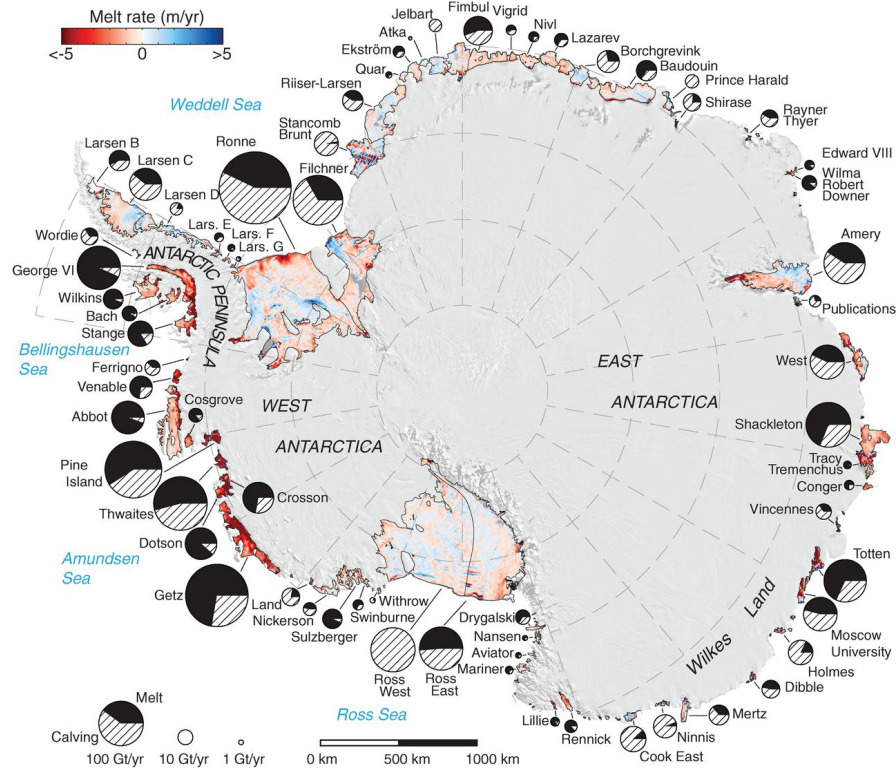 Melt rate (m/yr)
<-5
0
>5
Weddell Sea
Jelbart
Atka
Ekström
Quar
Riiser-Larsen
Stancomb
Brunt
Fimbul
Vigrid
Nivl
Lazarev
Borchgrevink
Baudouin
Prince Harald
Shirase
Rayner
Thyer
Edward VIII
Wilma
Robert
Downer
Amery
Publications
West
Shackleton
Tracy
Tremenchus
Conger
Vincennes
Totten
Moscow
University
Holmes
Dibble
Mertz
Ninnis
Cook East
Rennick
Lillie
Mariner
Aviator
Nansen
Drygalski
Ross
East
Ross
West
Withrow
Swinburne
Sulzberger
Nickerson
Land
Getz
Dotson
Crosson
Thwaites
Pine
Island
Cosgrove
Abbot
Venable
Ferrigno
Stange
Bach
Wilkins
George VI
Wordie
Larsen B
Larsen C
Larsen D
Lars. E
Lars. F
Lars. G
Ronne
Filchner
ANTARCTIC
PENINSULA
Bellingshausen
Sea
WEST
ANTARCTICA
EAST
ANTARCTICA
Amundsen
Sea
Wilkes Land
Ross Sea
Melt
Calving
100 Gt/yr
10 Gt/yr
1 Gt/yr
0 km
500 km
1000 km